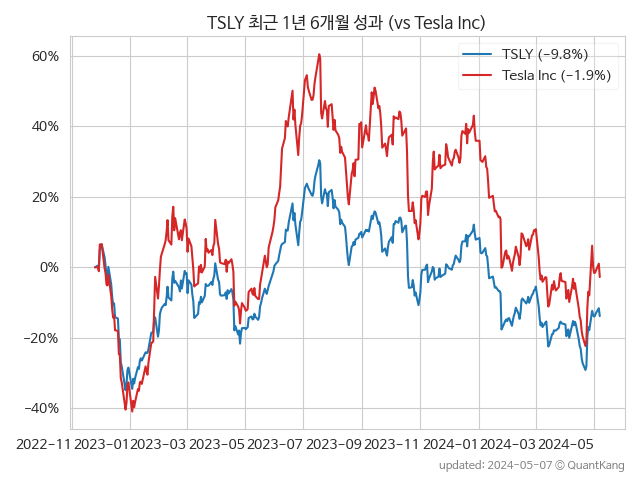 TSLY 최근 1년 6개월 성과 (vs Tesla Inc)
TSLY (−9.8%)
Tesla Inc (−1.9%)
60%
40%
20%
0%
−20%
−40%
2022-11 2023-01 2023-03 2023-05 2023-07 2023-09 2023-11 2024-01 2024-03 2024-05
updated: 2024-05-07 © QuantKang